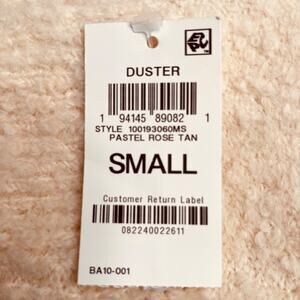 DUSTER
1 94145 89082 1
STYLE 100193060MS
PASTEL ROSE TAN
SMALL
Customer Return Label
082240022611
BA10-001